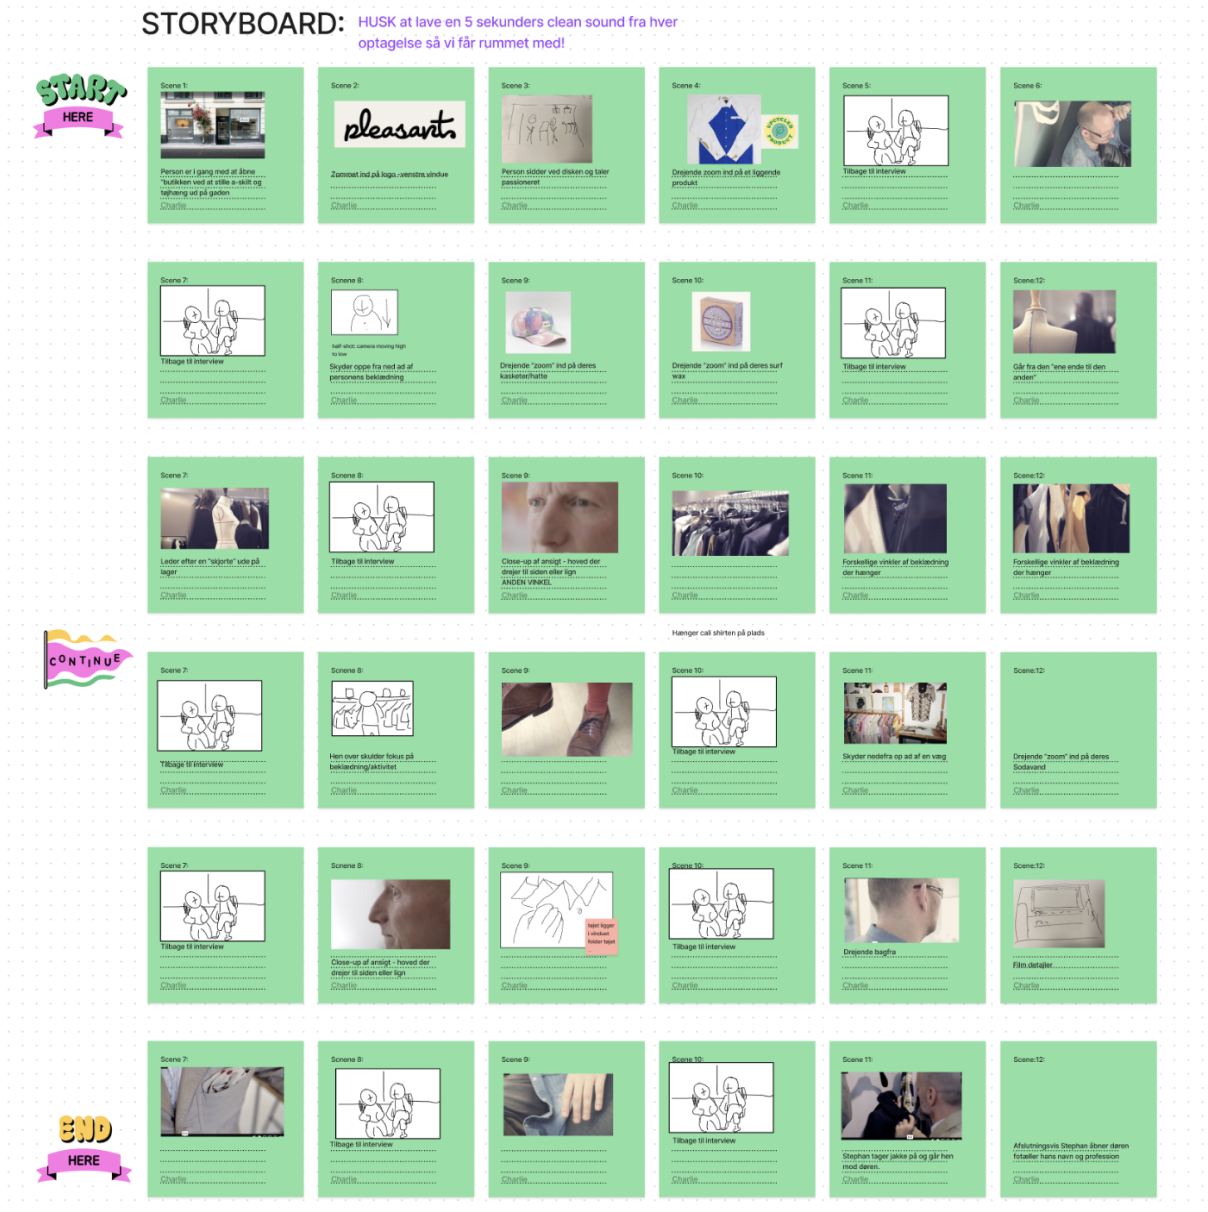 STORYBOARD:
HUSK at lave en 5 sekunders clean sound fra hver
optagelse så vi får rummet med!
START
HERE
Scene 1:
Person er i gang med at åbne
"butikken ved at stille a-skilt og
tøjhæng ud på gaden
Charlie
Scene 2:
pleasant.
Zummet ind på logo - venstre vindue
Charlie
Scene 3:
Person sidder ved disken og taler
passioneret
Charlie
Scene 4:
UPCYCLED
PRODUCT
Drejende zoom ind på et liggende
produkt
Charlie
Scene 5:
Tilbage til interview
Charlie
Scene 6:
Charlie
Scene 7:
Tilbage til interview
Charlie
Scnene 8:
half-shot: camera moving high
to low
Skyder oppe fra ned ad af
personens beklædning
Charlie
Scene 9:
Drejende "zoom" ind på deres
kasketer/hatte
Charlie
Scene 10:
Drejende "zoom" ind på deres surf
wax
Charlie
Scene 11:
Tilbage til interview
Charlie
Scene:12:
Går fra den "ene ende til den
anden"
Charlie
Scene 7:
Leder efter en "skjorte" ude på
lager
Charlie
Scnene 8:
Tilbage til interview
Charlie
Scene 9:
Close-up af ansigt - hoved der
drejer til siden eller lign
ANDEN VINKEL
Charlie
Scene 10:
Charlie
Scene 11:
Forskellige vinkler af beklædning
der hænger
Charlie
Scene:12:
Forskellige vinkler af beklædning
der hænger
Charlie
CONTINUE
Hænger cali shirten på plads
Scene 7:
Tilbage til interview
Charlie
Scnene 8:
Hen over skulder fokus på
beklædning/aktivitet
Charlie
Scene 9:
Charlie
Scene 10:
Tilbage til interview
Charlie
Scene 11:
Skyder nedefra op ad af en væg
Charlie
Scene:12:
Drejende "zoom" ind på deres
Sodavand
Charlie
Scene 7:
Tilbage til interview
Charlie
Scnene 8:
Close-up af ansigt - hoved der
drejer til siden eller lign
Charlie
Scene 9:
tøjet ligger
i vinduet
folder tøjet
Charlie
Scene 10:
Tilbage til interview
Charlie
Scene 11:
Drejende bagfra
Charlie
Scene:12:
Film detaljer
Charlie
END
HERE
Scene 7:
Charlie
Scnene 8:
Tilbage til interview
Charlie
Scene 9:
Charlie
Scene 10:
Tilbage til interview
Charlie
Scene 11:
Stephan tager jakke på og går hen
mod døren.
Charlie
Scene:12:
Afslutningsvis Stephan åbner døren
fotæller hans navn og profession
Charlie